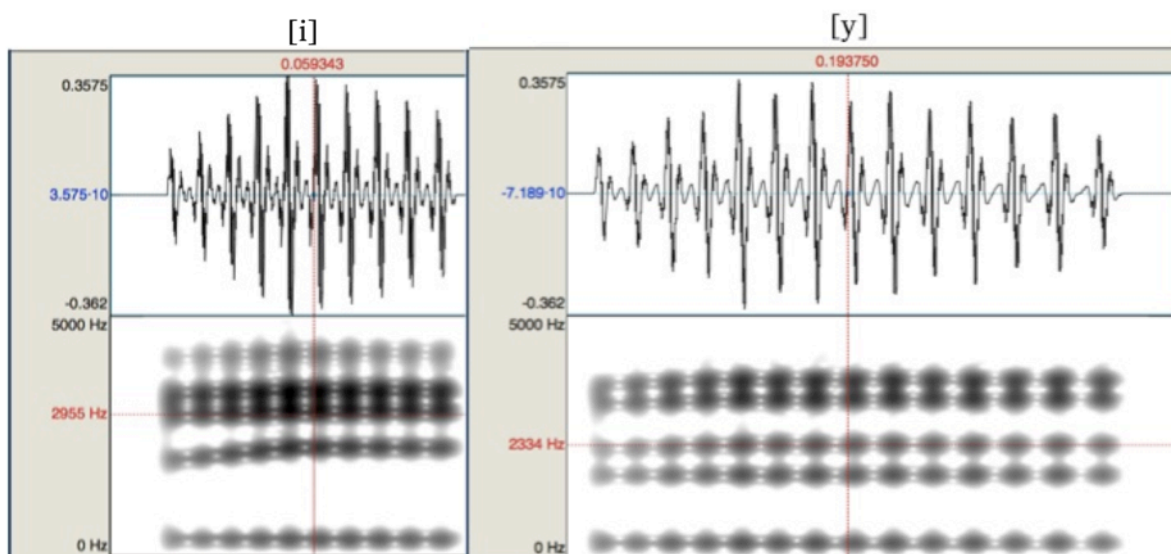 [i]
[y]
0.059343
0.193750
0.3575
3.575·10
-0.362
5000 Hz
2955 Hz
0 Hz
0.3575
-7.189·10
-0.362
5000 Hz
2334 Hz
0 Hz